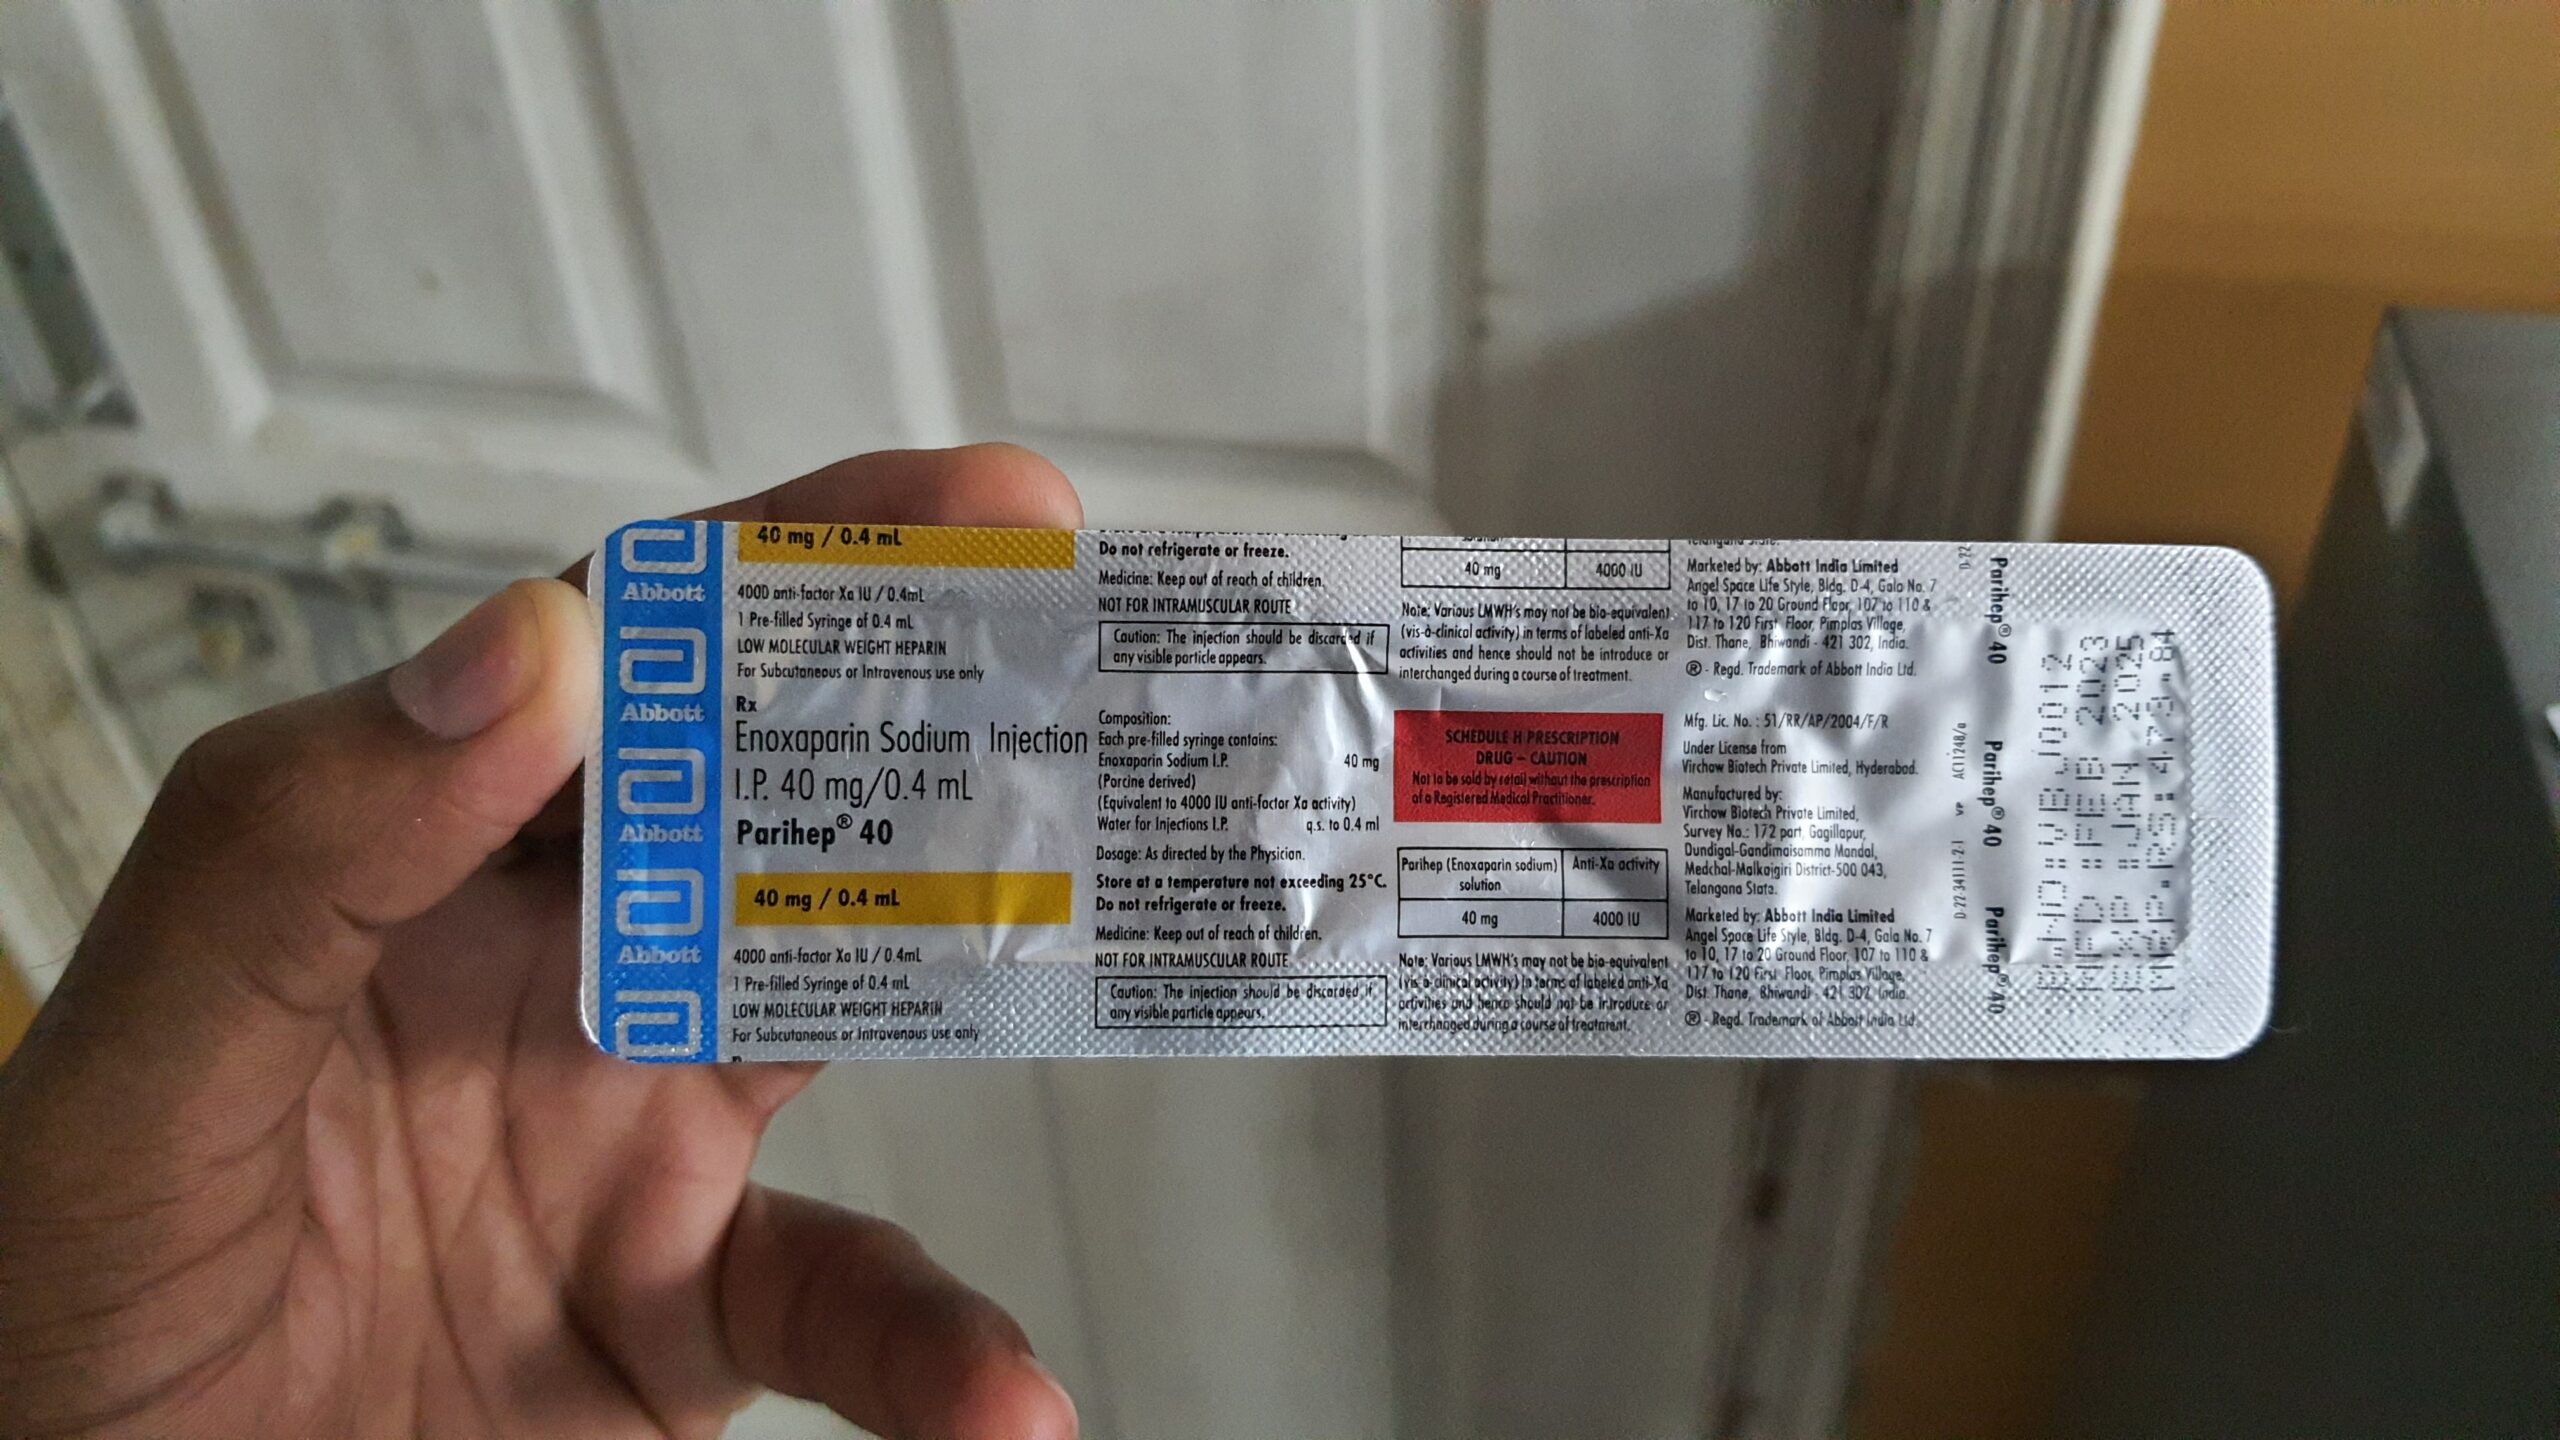 Abbott
Abbott
Abbott
Abbott
40 mg / 0.4 mL
4000 anti-factor Xa IU / 0.4mL
1 Pre-filled Syringe of 0.4 mL
LOW MOLECULAR WEIGHT HEPARIN
For Subcutaneous or Intravenous use only
Rx
Enoxaparin Sodium Injection
I.P. 40 mg/0.4 mL
Parihep® 40
40 mg / 0.4 mL
4000 anti-factor Xa IU / 0.4mL
1 Pre-filled Syringe of 0.4 mL
LOW MOLECULAR WEIGHT HEPARIN
For Subcutaneous or Intravenous use only
Do not refrigerate or freeze.
Medicine: Keep out of reach of children.
NOT FOR INTRAMUSCULAR ROUTE
Caution: The injection should be discarded if
any visible particle appears.
Composition:
Each pre-filled syringe contains:
Enoxaparin Sodium I.P. 40 mg
(Porcine derived)
(Equivalent to 4000 IU anti-factor Xa activity)
Water for Injections I.P. q.s. to 0.4 ml
Dosage: As directed by the Physician.
Store at a temperature not exceeding 25°C.
Do not refrigerate or freeze.
Medicine: Keep out of reach of children.
NOT FOR INTRAMUSCULAR ROUTE
Caution: The injection should be discarded if
any visible particle appears.
40 mg 4000 IU
Note: Various LMWH's may not be bio-equivalent
(vis-à-clinical activity) in terms of labeled anti-Xa
activities and hence should not be introduce or
interchanged during a course of treatment.
SCHEDULE H PRESCRIPTION
DRUG – CAUTION
Not to be sold by retail without the prescription
of a Registered Medical Practitioner.
Parihep (Enoxaparin sodium) Anti-Xa activity
solution
40 mg 4000 IU
Note: Various LMWH's may not be bio-equivalent
(vis-à-clinical activity) in terms of labeled anti-Xa
activities and hence should not be introduce or
interchanged during a course of treatment.
Telangana State.
Marketed by: Abbott India Limited
Angel Space Life Style, Bldg. D-4, Gala No. 7
to 10, 17 to 20 Ground Floor, 107 to 110 &
117 to 120 First Floor, Pimplas Village,
Dist. Thane, Bhiwandi - 421 302, India.
® - Regd. Trademark of Abbott India Ltd.
Mfg. Lic. No. : 51/RR/AP/2004/F/R
Under License from
Virchow Biotech Private Limited, Hyderabad.
Manufactured by:
Virchow Biotech Private Limited,
Survey No.: 172 part, Gagillapur,
Dundigal-Gandimaisamma Mandal,
Medchal-Malkajgiri District-500 043,
Telangana State.
Marketed by: Abbott India Limited
Angel Space Life Style, Bldg. D-4, Gala No. 7
to 10, 17 to 20 Ground Floor, 107 to 110 &
117 to 120 First Floor, Pimplas Village,
Dist. Thane, Bhiwandi - 421 302, India.
® - Regd. Trademark of Abbott India Ltd.
Parihep® 40 Parihep® 40 Parihep® 40
MFD :FEB 2023
EXP :JAN 2025